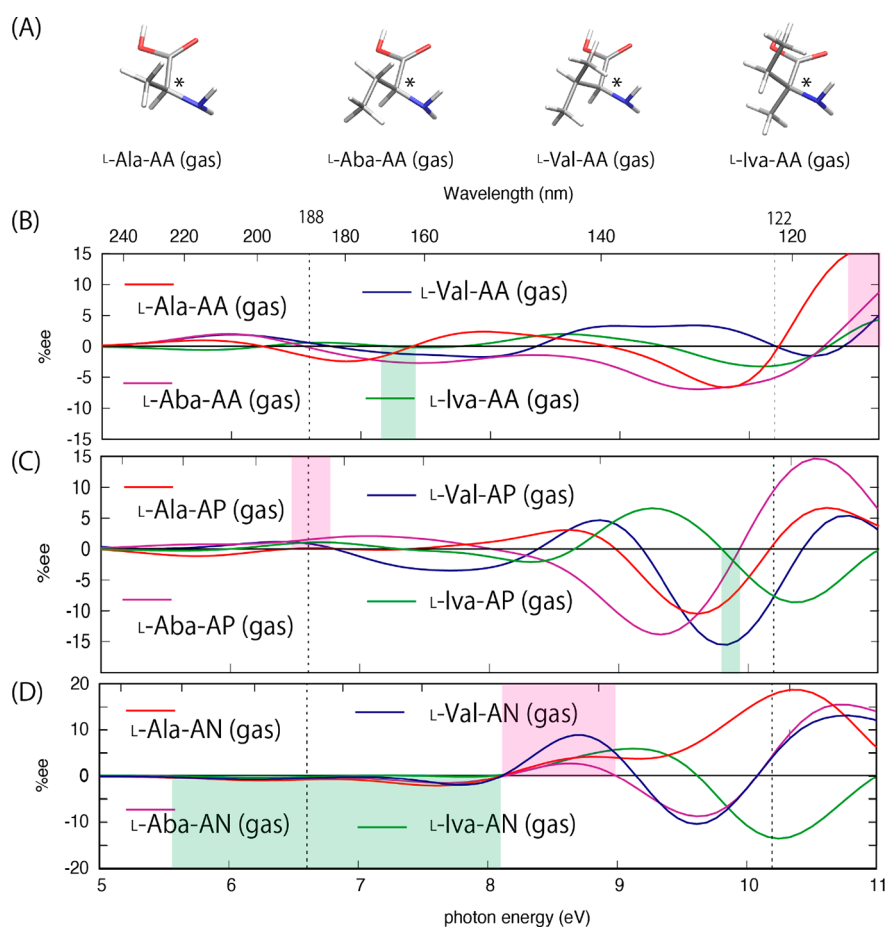 (A)
* * * *
L-Ala-AA (gas) L-Aba-AA (gas) L-Val-AA (gas) L-Iva-AA (gas)
Wavelength (nm)
(B)
240 220 200 188 180 160 140 122 120
15
10
5
0
-5
-10
-15
%ee
L-Ala-AA (gas) L-Val-AA (gas)
L-Aba-AA (gas) L-Iva-AA (gas)
(C)
15
10
5
0
-5
-10
-15
%ee
L-Ala-AP (gas) L-Val-AP (gas)
L-Aba-AP (gas) L-Iva-AP (gas)
(D)
20
10
0
-10
-20
%ee
L-Ala-AN (gas) L-Val-AN (gas)
L-Aba-AN (gas) L-Iva-AN (gas)
5 6 7 8 9 10 11
photon energy (eV)